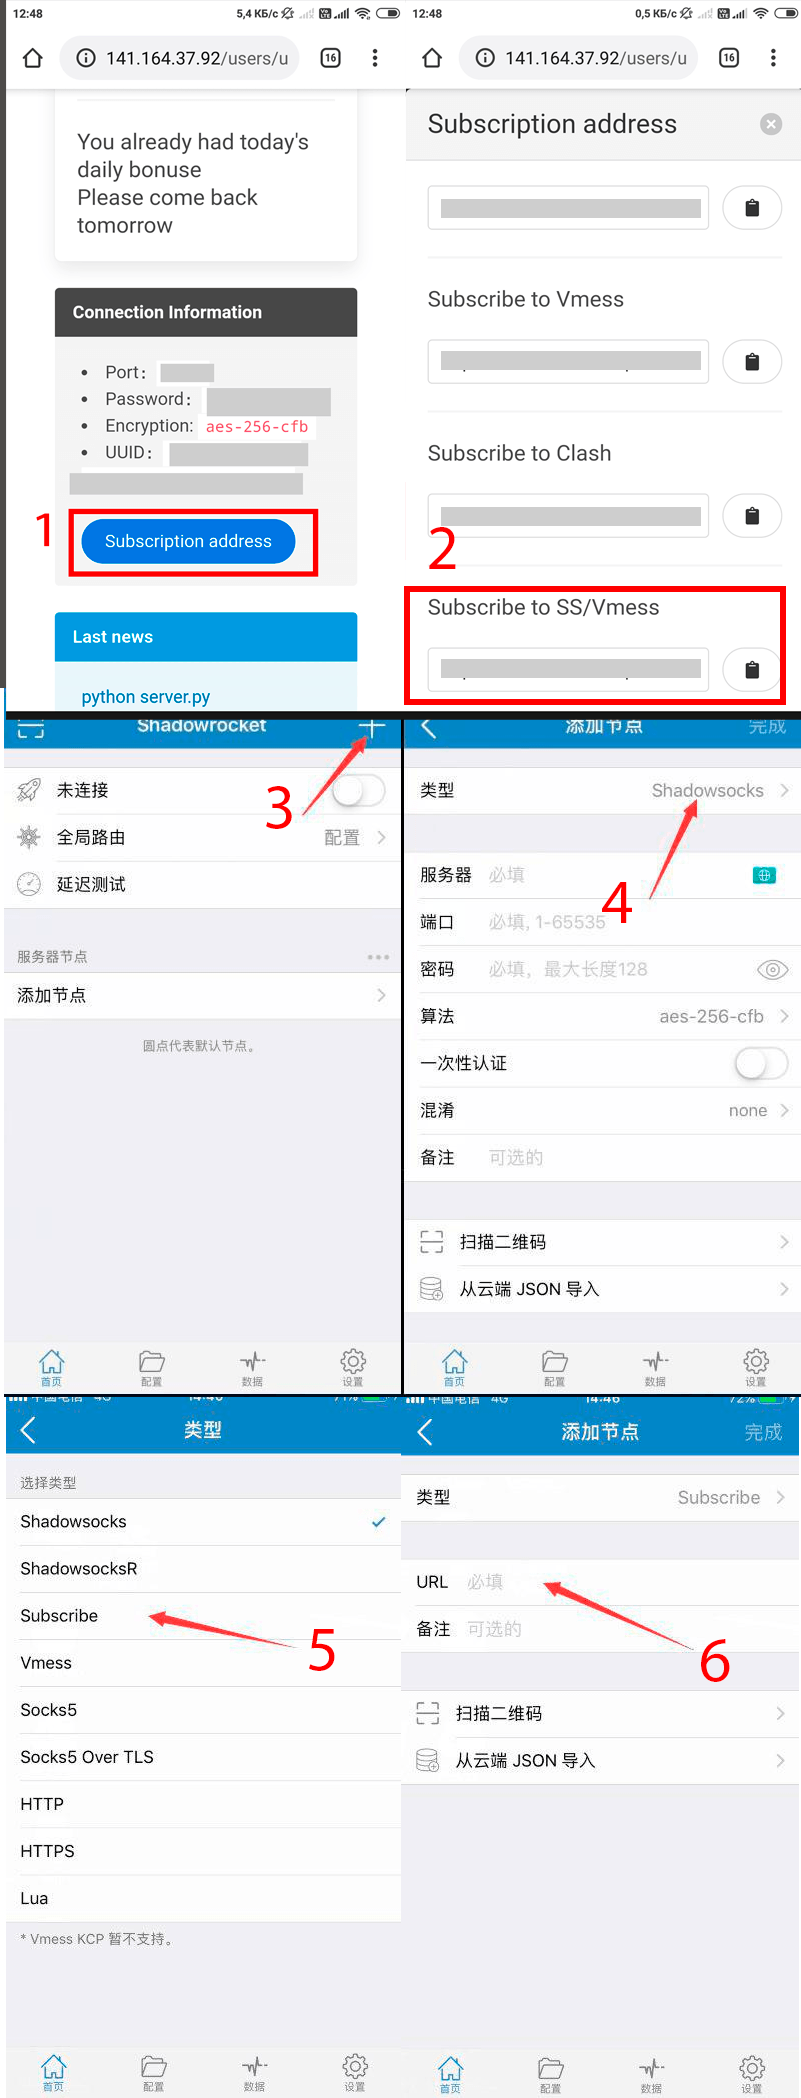 12:48
5,4 КБ/с
141.164.37.92/users/u
16
You already had today's
daily bonuse
Please come back
tomorrow
Connection Information
Port:
Password:
Encryption: aes-256-cfb
UUID:
1
Subscription address
Last news
python server.py
12:48
0,5 КБ/с
141.164.37.92/users/u
16
Subscription address
Subscribe to Vmess
Subscribe to Clash
2
Subscribe to SS/Vmess
Shadowrocket
未连接
3
全局路由
配置
延迟测试
服务器节点
添加节点
圆点代表默认节点。
首页
配置
数据
设置
添加节点
完成
类型
Shadowsocks
4
服务器 必填
端口 必填, 1-65535
密码 必填，最大长度128
算法
aes-256-cfb
一次性认证
混淆
none
备注 可选的
扫描二维码
从云端 JSON 导入
首页
配置
数据
设置
类型
选择类型
Shadowsocks
ShadowsocksR
Subscribe
5
Vmess
Socks5
Socks5 Over TLS
HTTP
HTTPS
Lua
* Vmess KCP 暂不支持。
首页
配置
数据
设置
中国电信 4G
14:46
72%
添加节点
完成
类型
Subscribe
URL 必填
6
备注 可选的
扫描二维码
从云端 JSON 导入
首页
配置
数据
设置